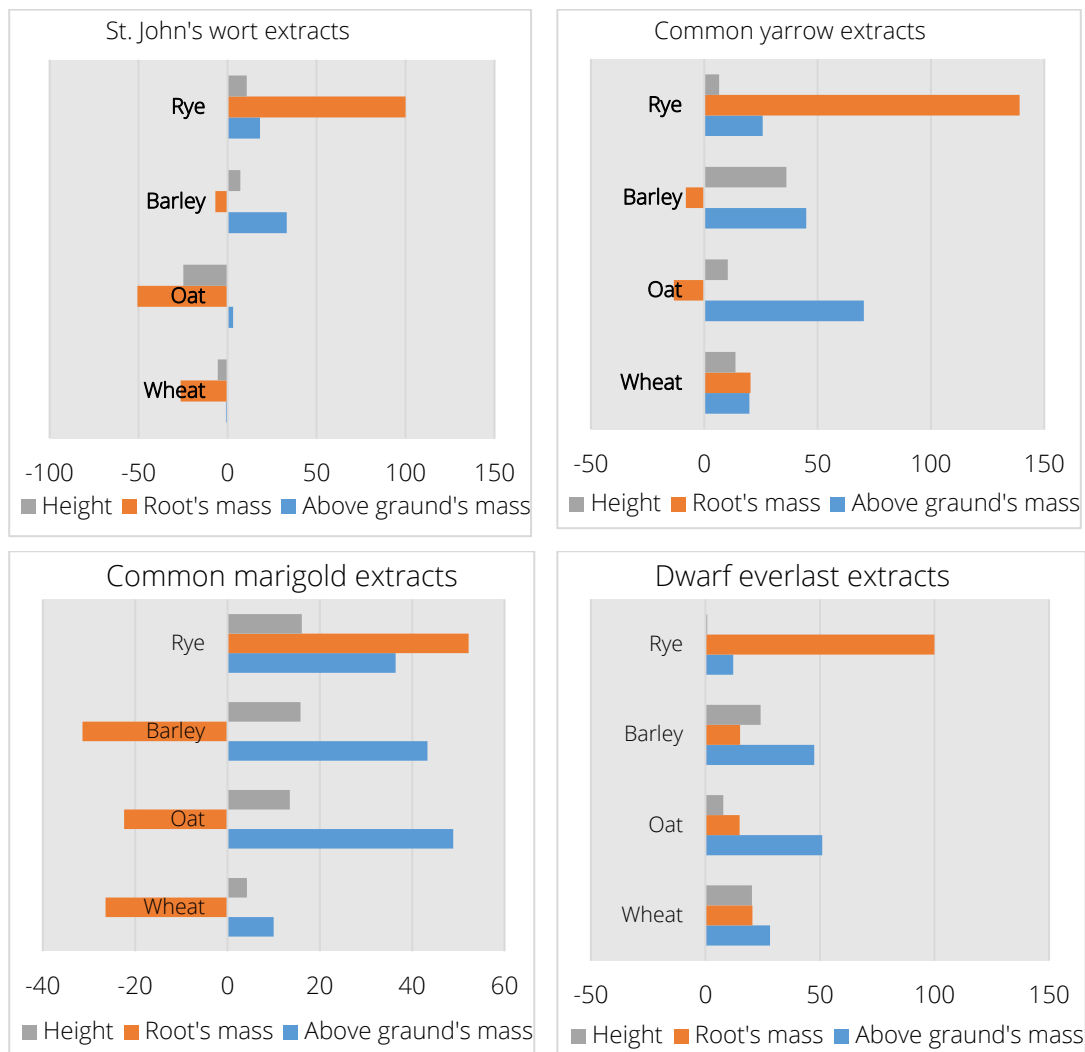 St. John's wort extracts
Rye
Barley
Oat
Wheat
-100 -50 0 50 100 150
Height Root's mass Above graund's mass
Common yarrow extracts
Rye
Barley
Oat
Wheat
-50 0 50 100 150
Height Root's mass Above graund's mass
Common marigold extracts
Rye
Barley
Oat
Wheat
-40 -20 0 20 40 60
Height Root's mass Above graund's mass
Dwarf everlast extracts
Rye
Barley
Oat
Wheat
-50 0 50 100 150
Height Root's mass Above graund's mass